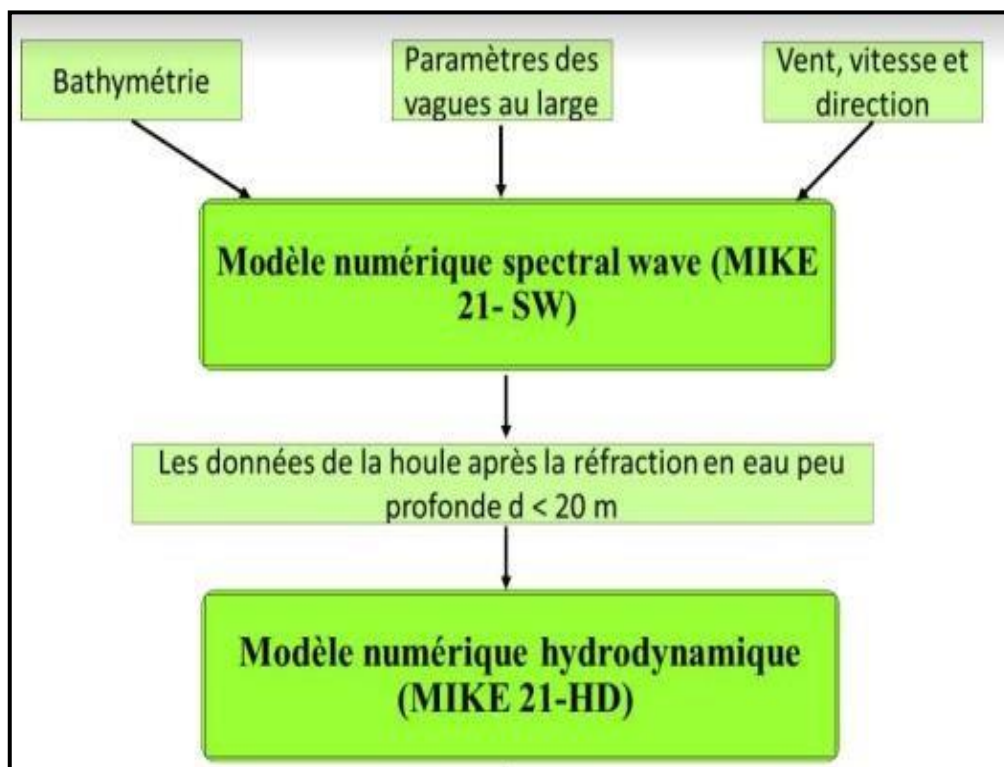 Bathymétrie
Paramètres des
vagues au large
Vent, vitesse et
direction
Modèle numérique spectral wave (MIKE
21- SW)
Les données de la houle après la réfraction en eau peu
profonde d < 20 m
Modèle numérique hydrodynamique
(MIKE 21-HD)